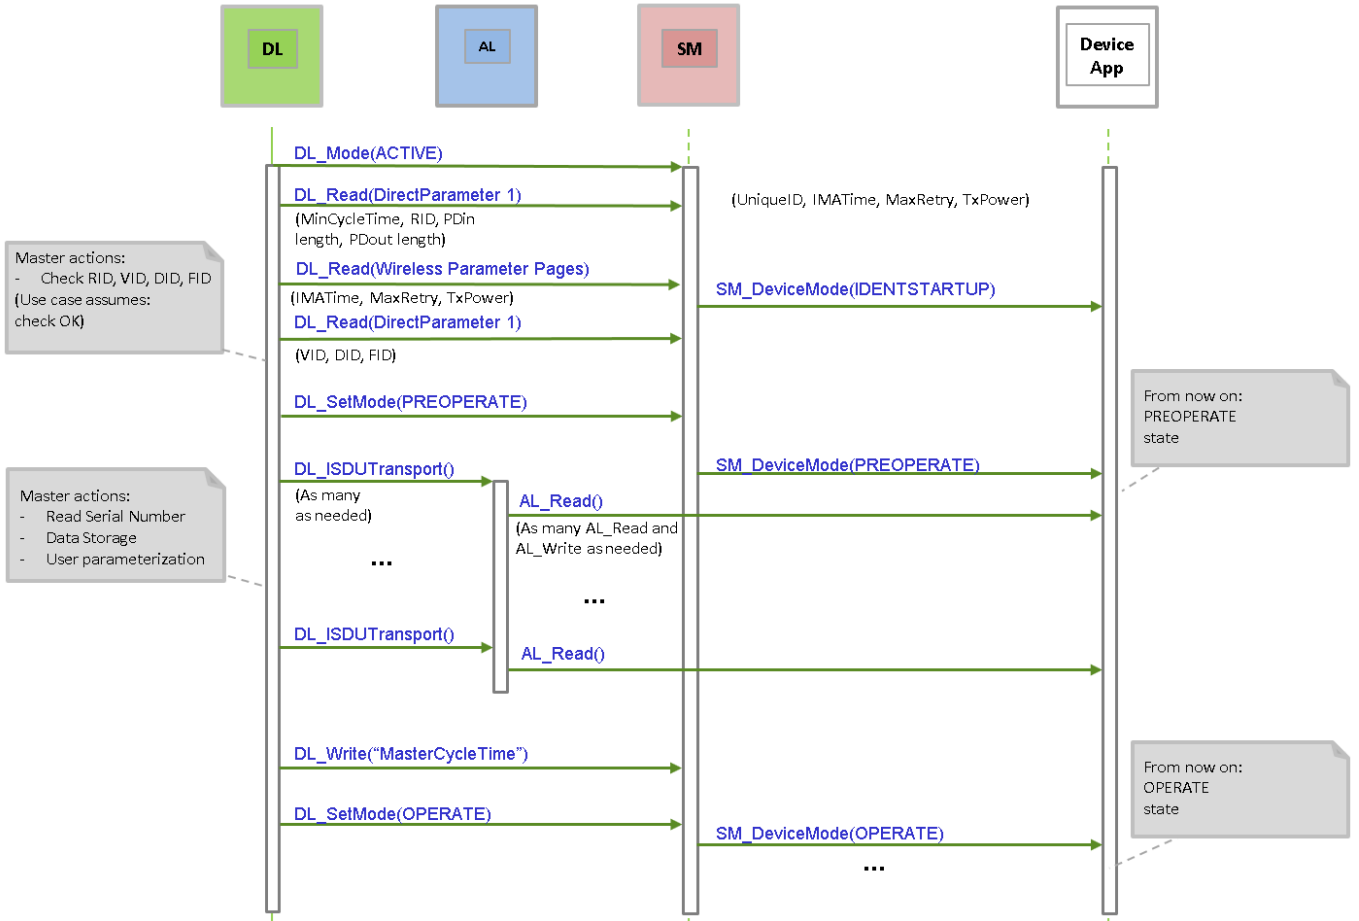 DL
AL
SM
Device
App
DL_Mode(ACTIVE)
DL_Read(DirectParameter 1)
(UniqueID, IMATime, MaxRetry, TxPower)
(MinCycleTime, RID, PDin
length, PDout length)
Master actions:
- Check RID, VID, DID, FID
(Use case assumes:
check OK)
DL_Read(Wireless Parameter Pages)
SM_DeviceMode(IDENTSTARTUP)
(IMATime, MaxRetry, TxPower)
DL_Read(DirectParameter 1)
(VID, DID, FID)
DL_SetMode(PREOPERATE)
From now on:
PREOPERATE
state
DL_ISDUTransport()
SM_DeviceMode(PREOPERATE)
(As many
as needed)
Master actions:
- Read Serial Number
- Data Storage
- User parameterization
AL_Read()
(As many AL_Read and
AL_Write as needed)
...
...
DL_ISDUTransport()
AL_Read()
DL_Write(“MasterCycleTime”)
From now on:
OPERATE
state
DL_SetMode(OPERATE)
SM_DeviceMode(OPERATE)
...